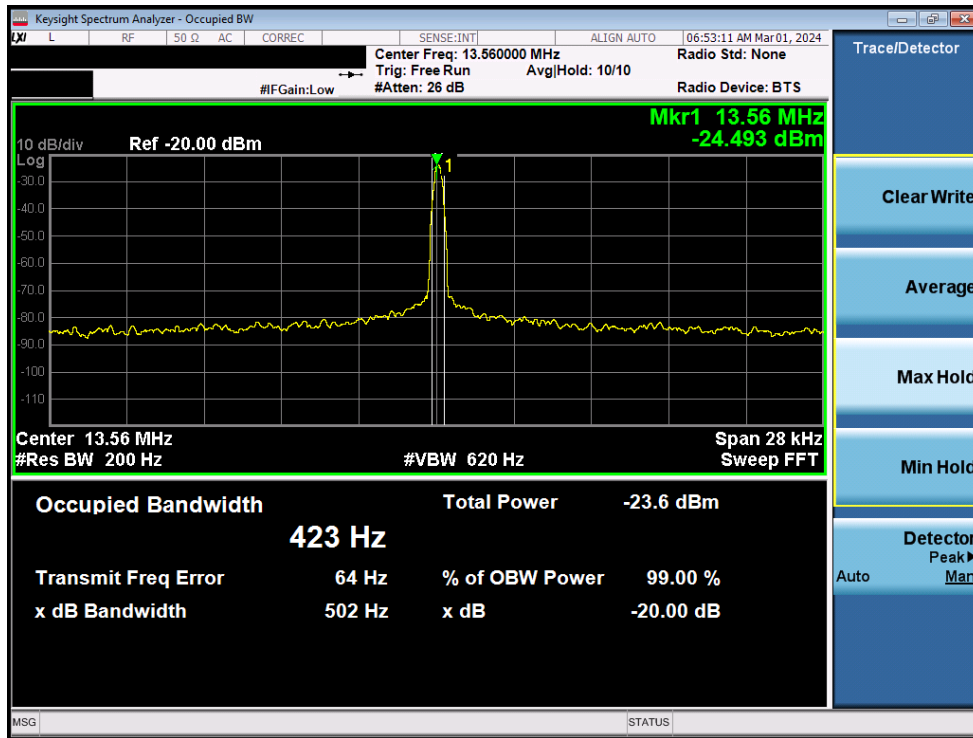 Keysight Spectrum Analyzer - Occupied BW
LXI L RF 50 Ω AC CORREC SENSE:INT ALIGN AUTO 06:53:11 AM Mar 01, 2024
Center Freq: 13.560000 MHz Radio Std: None
Trig: Free Run Avg|Hold: 10/10
#IFGain:Low #Atten: 26 dB Radio Device: BTS
Trace/Detector
Mkr1 13.56 MHz
-24.493 dBm
10 dB/div Ref -20.00 dBm
Log
1
-30.0
-40.0
-50.0
-60.0
-70.0
-80.0
-90.0
-100
-110
Center 13.56 MHz Span 28 kHz
#Res BW 200 Hz #VBW 620 Hz Sweep FFT
Clear Write
Average
Max Hold
Min Hold
Detector
Peak▶
Auto Man
Occupied Bandwidth Total Power -23.6 dBm
423 Hz
Transmit Freq Error 64 Hz % of OBW Power 99.00 %
x dB Bandwidth 502 Hz x dB -20.00 dB
MSG STATUS